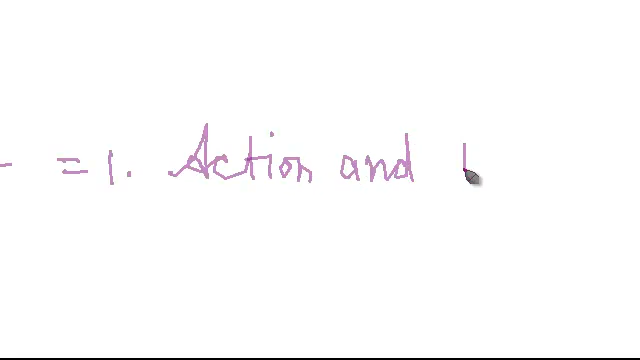 = 1. Action and